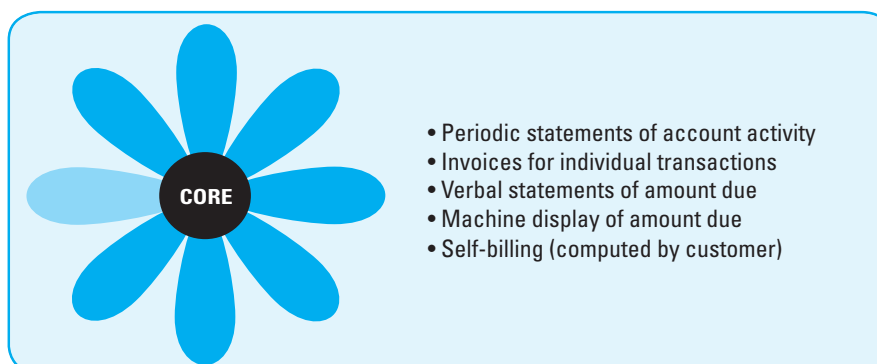 CORE
• Periodic statements of account activity
• Invoices for individual transactions
• Verbal statements of amount due
• Machine display of amount due
• Self-billing (computed by customer)